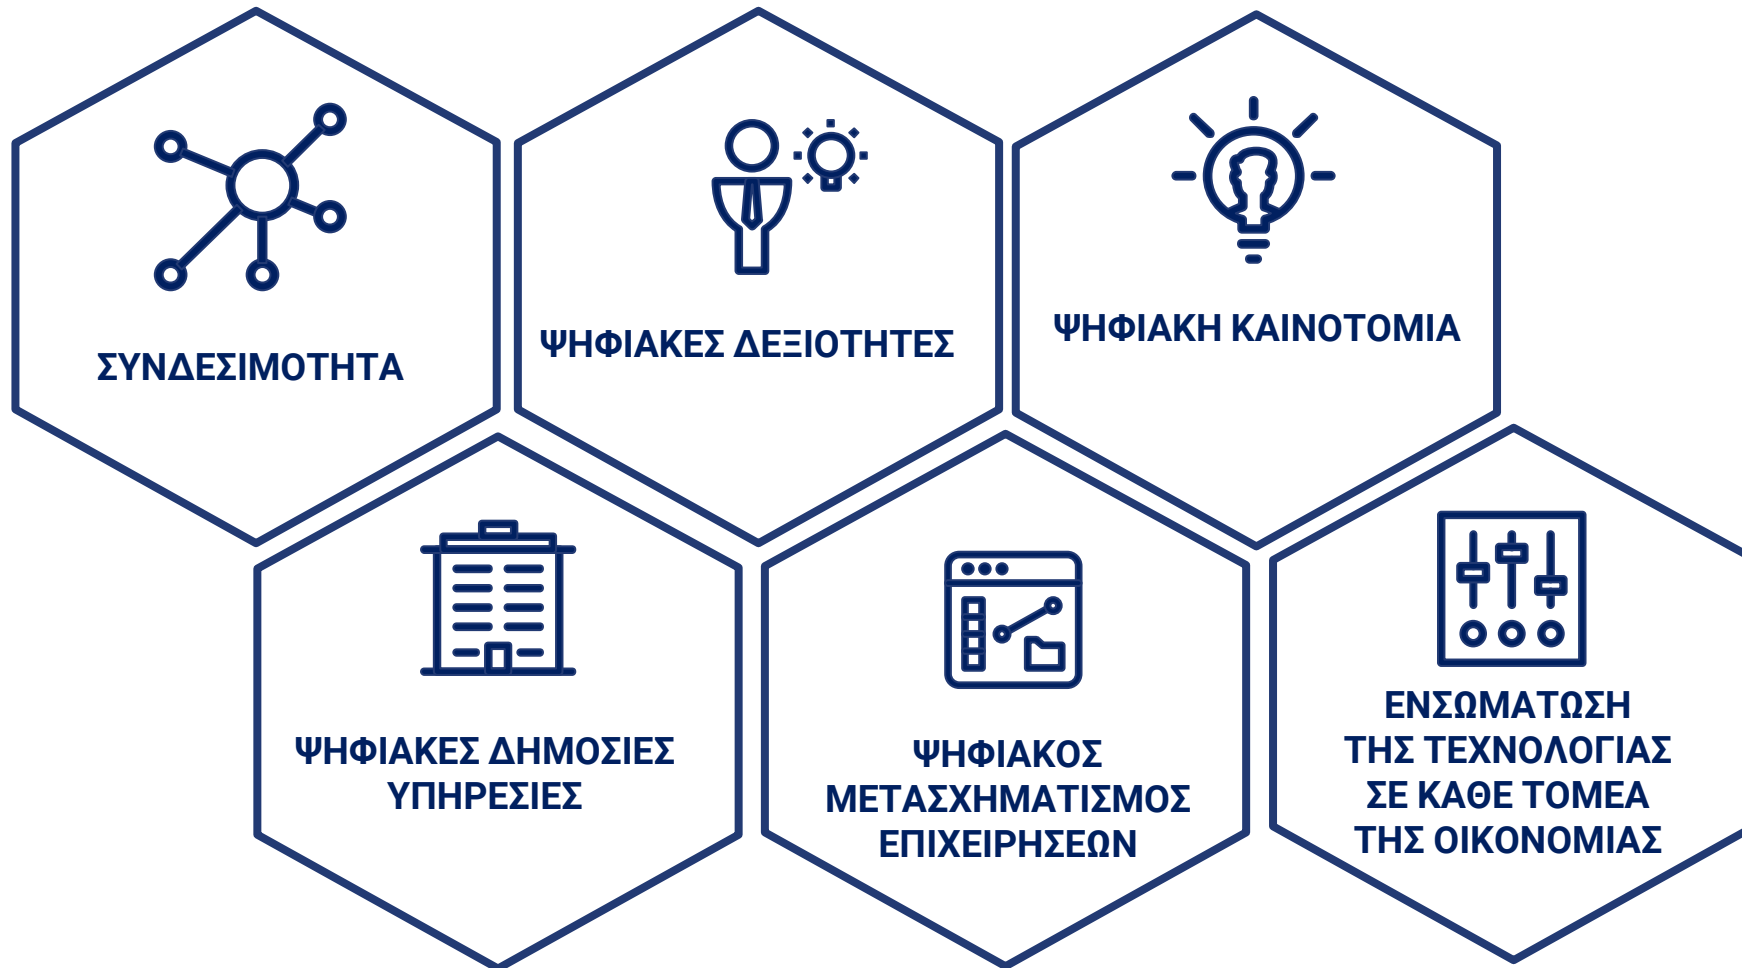 ΣΥΝΔΕΣΙΜΟΤΗΤΑ
ΨΗΦΙΑΚΕΣ ΔΕΞΙΟΤΗΤΕΣ
ΨΗΦΙΑΚΗ ΚΑΙΝΟΤΟΜΙΑ
ΨΗΦΙΑΚΕΣ ΔΗΜΟΣΙΕΣ
ΥΠΗΡΕΣΙΕΣ
ΨΗΦΙΑΚΟΣ
ΜΕΤΑΣΧΗΜΑΤΙΣΜΟΣ
ΕΠΙΧΕΙΡΗΣΕΩΝ
ΕΝΣΩΜΑΤΩΣΗ
ΤΗΣ ΤΕΧΝΟΛΟΓΙΑΣ
ΣΕ ΚΑΘΕ ΤΟΜΕΑ
ΤΗΣ ΟΙΚΟΝΟΜΙΑΣ